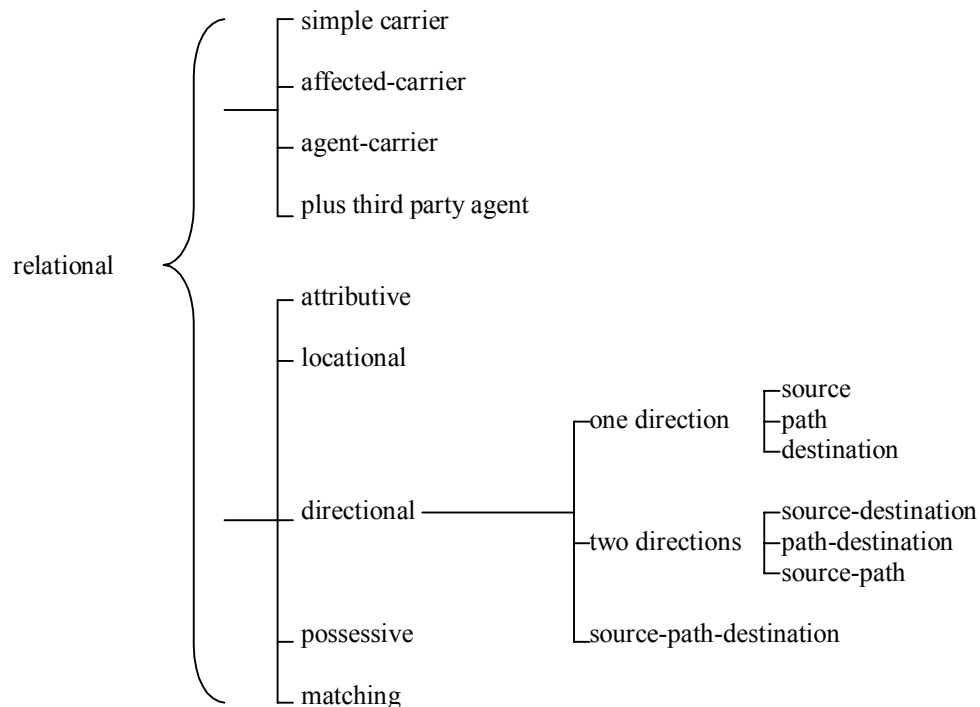 simple carrier
affected-carrier
agent-carrier
plus third party agent
relational
attributive
locational
directional
possessive
matching
one direction
two directions
source-path-destination
source
path
destination
source-destination
path-destination
source-path